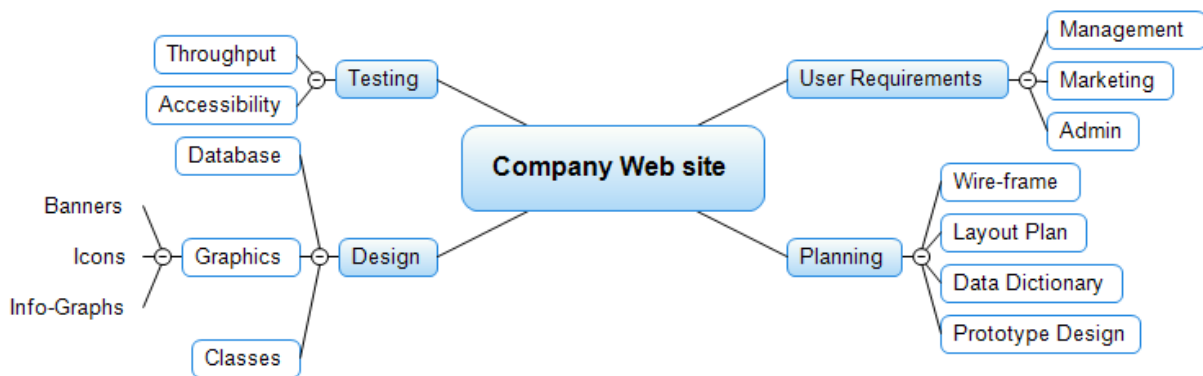 Company Web site
Testing
Throughput
Accessibility
Design
Database
Graphics
Banners
Icons
Info-Graphs
Classes
User Requirements
Management
Marketing
Admin
Planning
Wire-frame
Layout Plan
Data Dictionary
Prototype Design